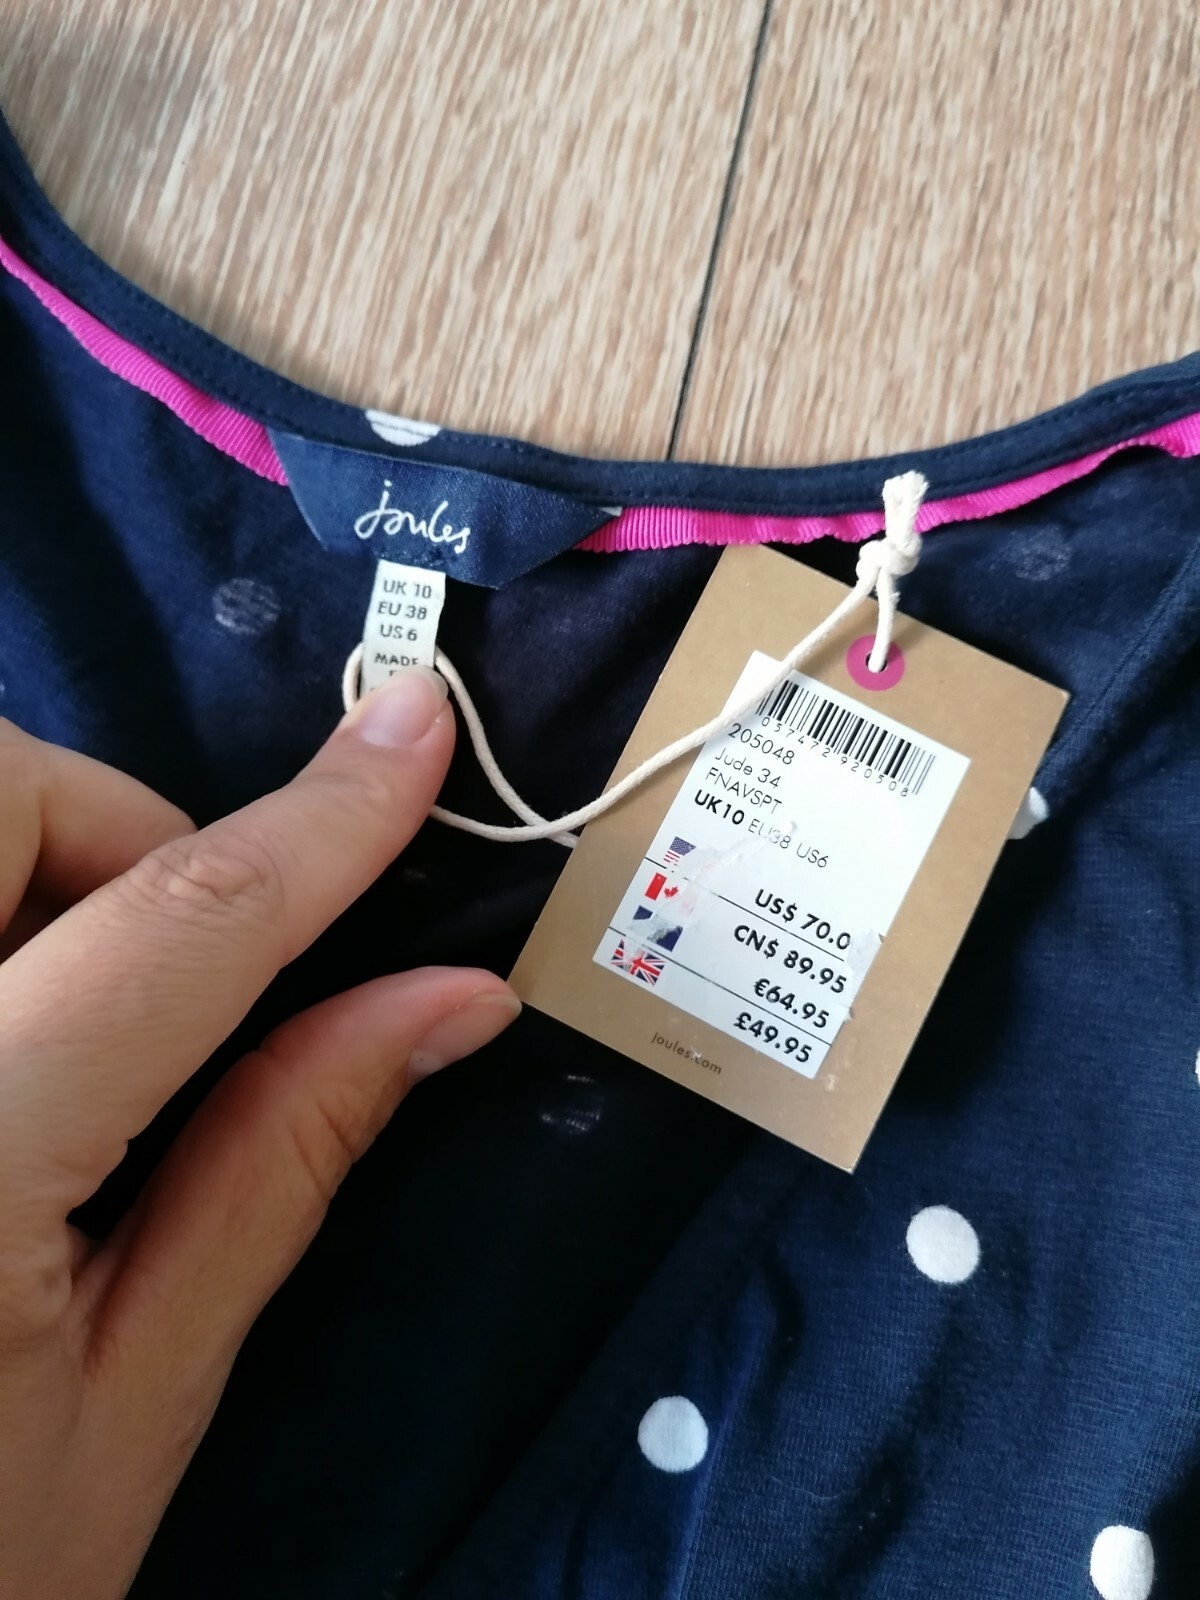 joules
UK 10
EU 38
US 6
MADE
057472920508
205048
Jude 34
FNAVSPT
UK10 EU38 US6
US$ 70.0
CN$ 89.95
€64.95
£49.95
joules.com